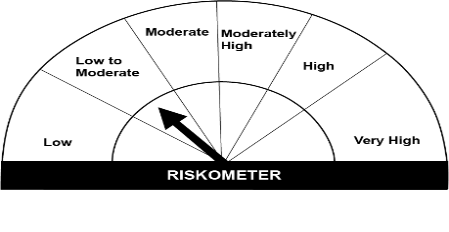 Low
Low to
Moderate
Moderate
Moderately
High
High
Very High
RISKOMETER